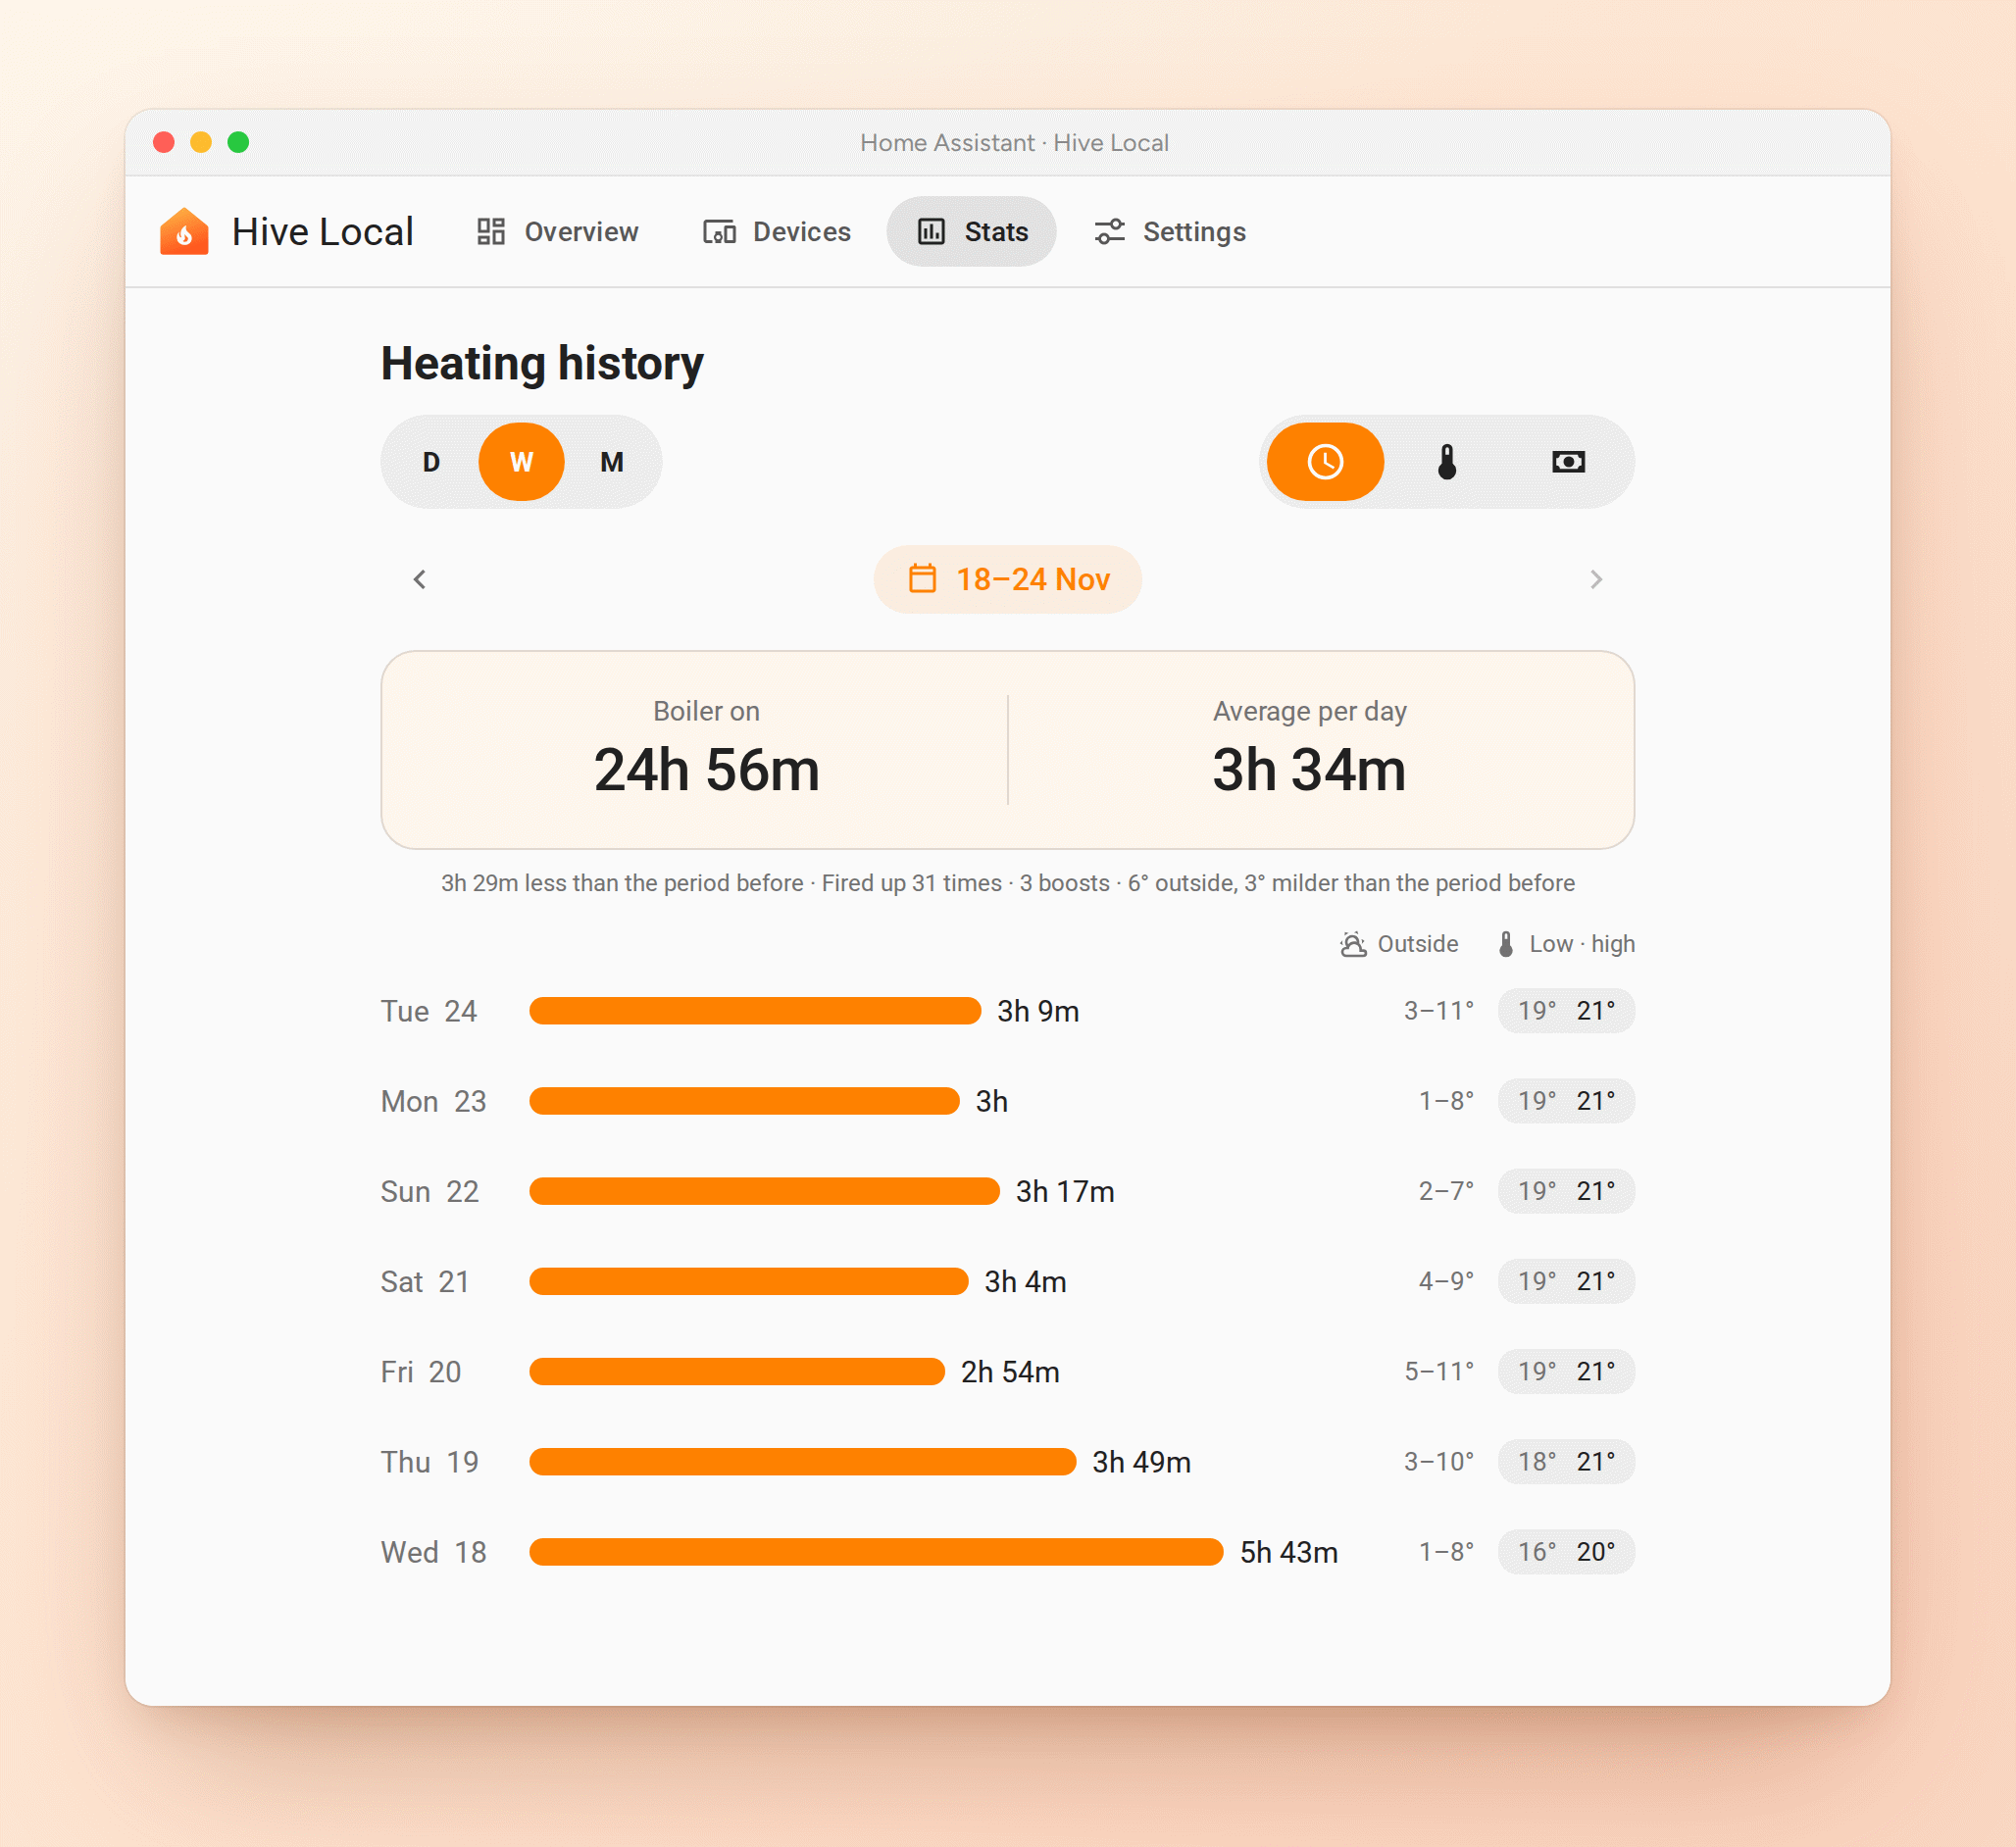 Home Assistant · Hive Local
Hive Local Overview Devices Stats Settings
Heating history
D W M
18–24 Nov
Boiler on Average per day
24h 56m 3h 34m
3h 29m less than the period before · Fired up 31 times · 3 boosts · 6° outside, 3° milder than the period before
Outside Low · high
Tue 24 3h 9m 3–11° 19° 21°
Mon 23 3h 1–8° 19° 21°
Sun 22 3h 17m 2–7° 19° 21°
Sat 21 3h 4m 4–9° 19° 21°
Fri 20 2h 54m 5–11° 19° 21°
Thu 19 3h 49m 3–10° 18° 21°
Wed 18 5h 43m 1–8° 16° 20°